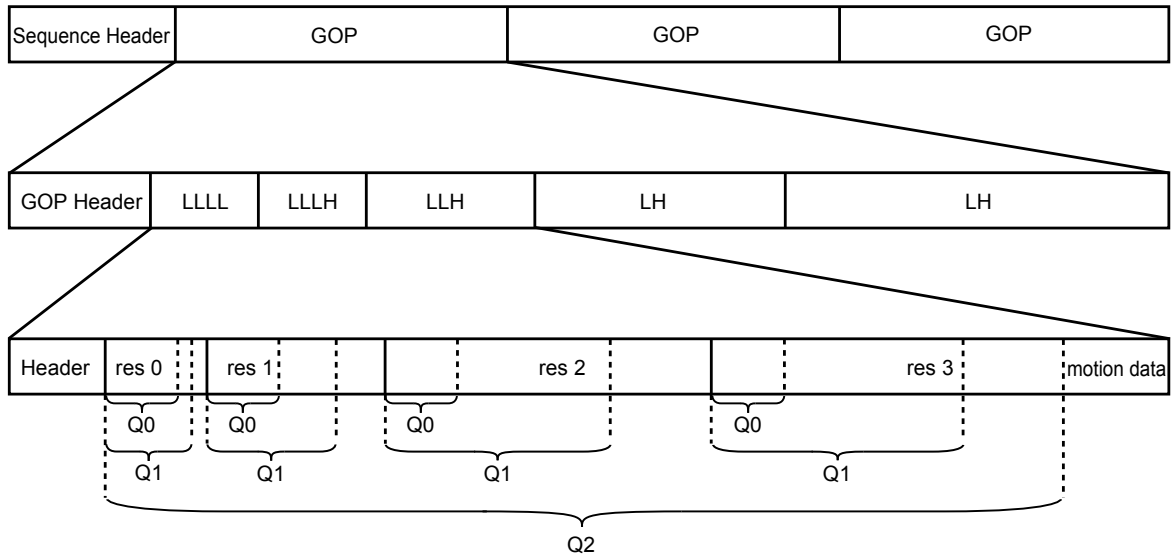 Sequence Header GOP GOP GOP
GOP Header LLLL LLLH LLH LH LH
Header res 0 res 1 res 2 res 3 motion data
Q0 Q0 Q0 Q0
Q1 Q1 Q1 Q1
Q2